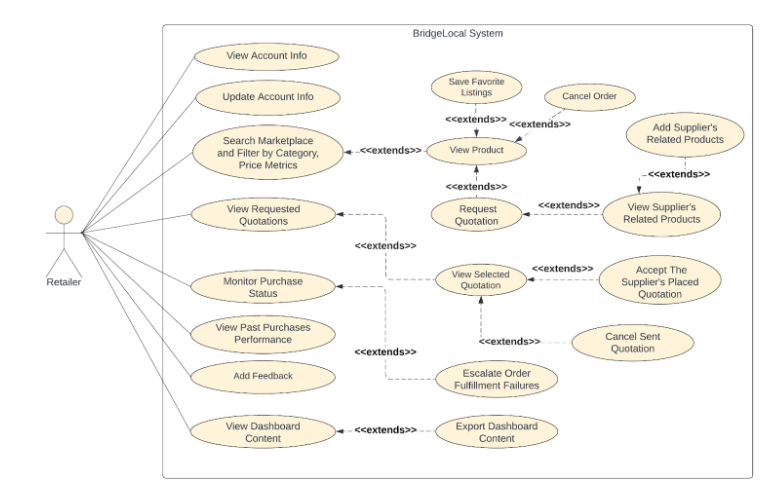 BridgeLocal System
View Account Info
Update Account Info
Search Marketplace
and Filter by Category,
Price Metrics
<<extends>>
View Product
Save Favorite
Listings
<<extends>>
Cancel Order
<<extends>>
Add Supplier's
Related Products
<<extends>>
View Supplier's
Related Products
<<extends>>
Request
Quotation
<<extends>>
View Requested
Quotations
<<extends>>
View Selected
Quotation
<<extends>>
Accept The
Supplier's Placed
Quotation
<<extends>>
Cancel Sent
Quotation
Retailer
Monitor Purchase
Status
<<extends>>
Escalate Order
Fulfillment Failures
View Past Purchases
Performance
Add Feedback
View Dashboard
Content
<<extends>>
Export Dashboard
Content